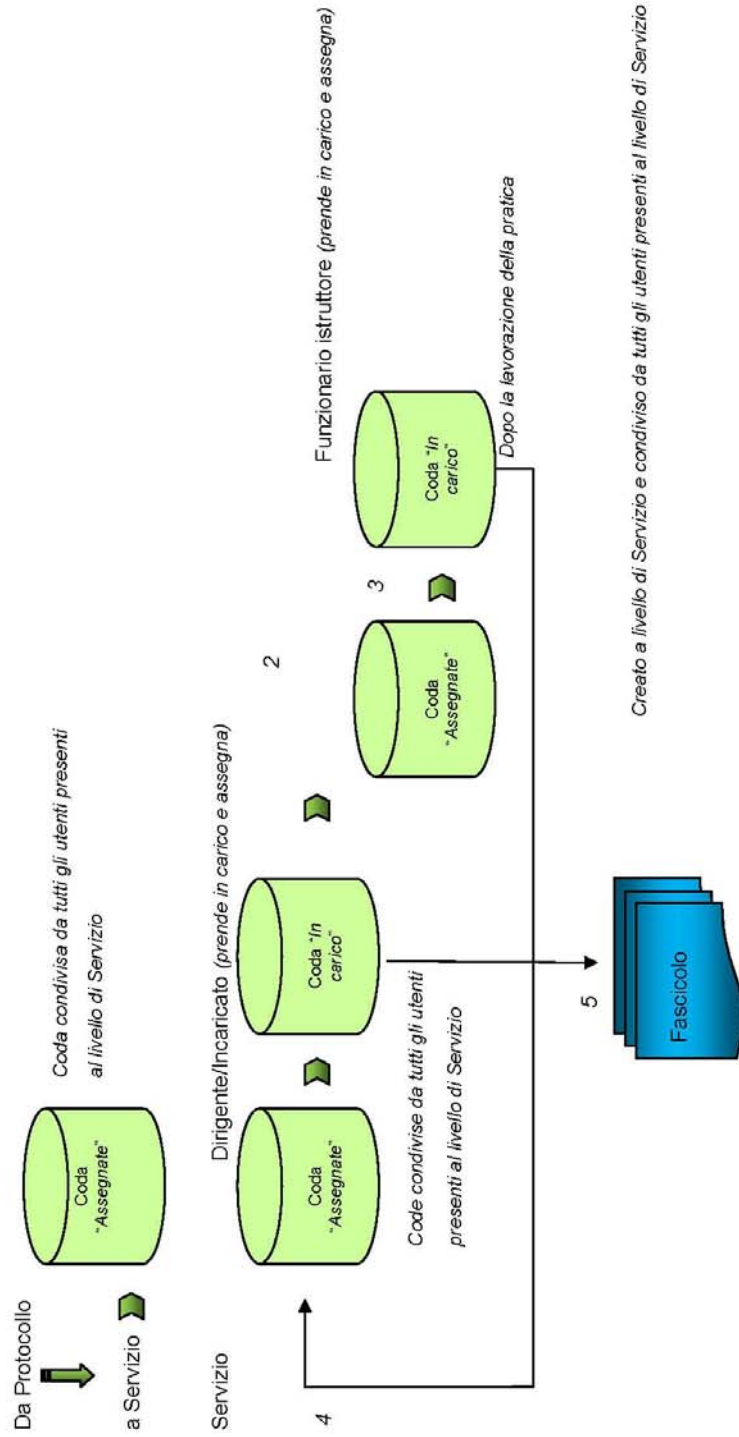 Da Protocollo
a Servizio
Coda
"Assegnate"
Coda condivisa da tutti gli utenti presenti
al livello di Servizio
Servizio
Dirigente/Incaricato (prende in carico e assegna)
Coda
"Assegnate"
Coda "In
carico"
2
Funzionario istruttore (prende in carico e assegna)
3
Coda
"Assegnate"
Coda "In
carico"
4
Code condivise da tutti gli utenti
presenti al livello di Servizio
Dopo la lavorazione della pratica
5
Fascicolo
Creato a livello di Servizio e condiviso da tutti gli utenti presenti al livello di Servizio